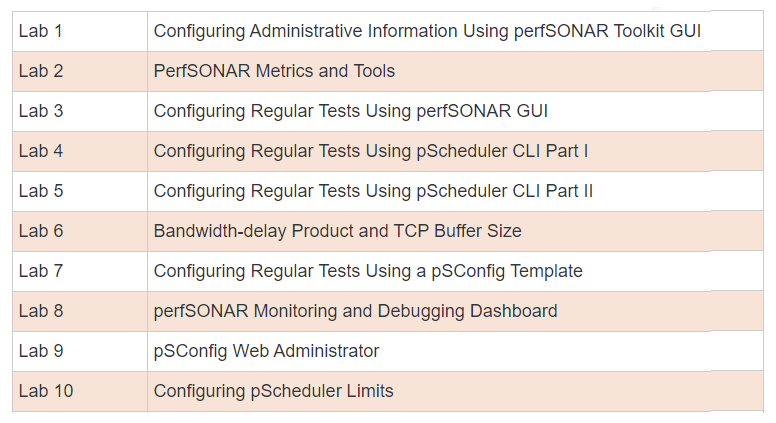 Lab 1 Configuring Administrative Information Using perfSONAR Toolkit GUI
Lab 2 PerfSONAR Metrics and Tools
Lab 3 Configuring Regular Tests Using perfSONAR GUI
Lab 4 Configuring Regular Tests Using pScheduler CLI Part I
Lab 5 Configuring Regular Tests Using pScheduler CLI Part II
Lab 6 Bandwidth-delay Product and TCP Buffer Size
Lab 7 Configuring Regular Tests Using a pSConfig Template
Lab 8 perfSONAR Monitoring and Debugging Dashboard
Lab 9 pSConfig Web Administrator
Lab 10 Configuring pScheduler Limits